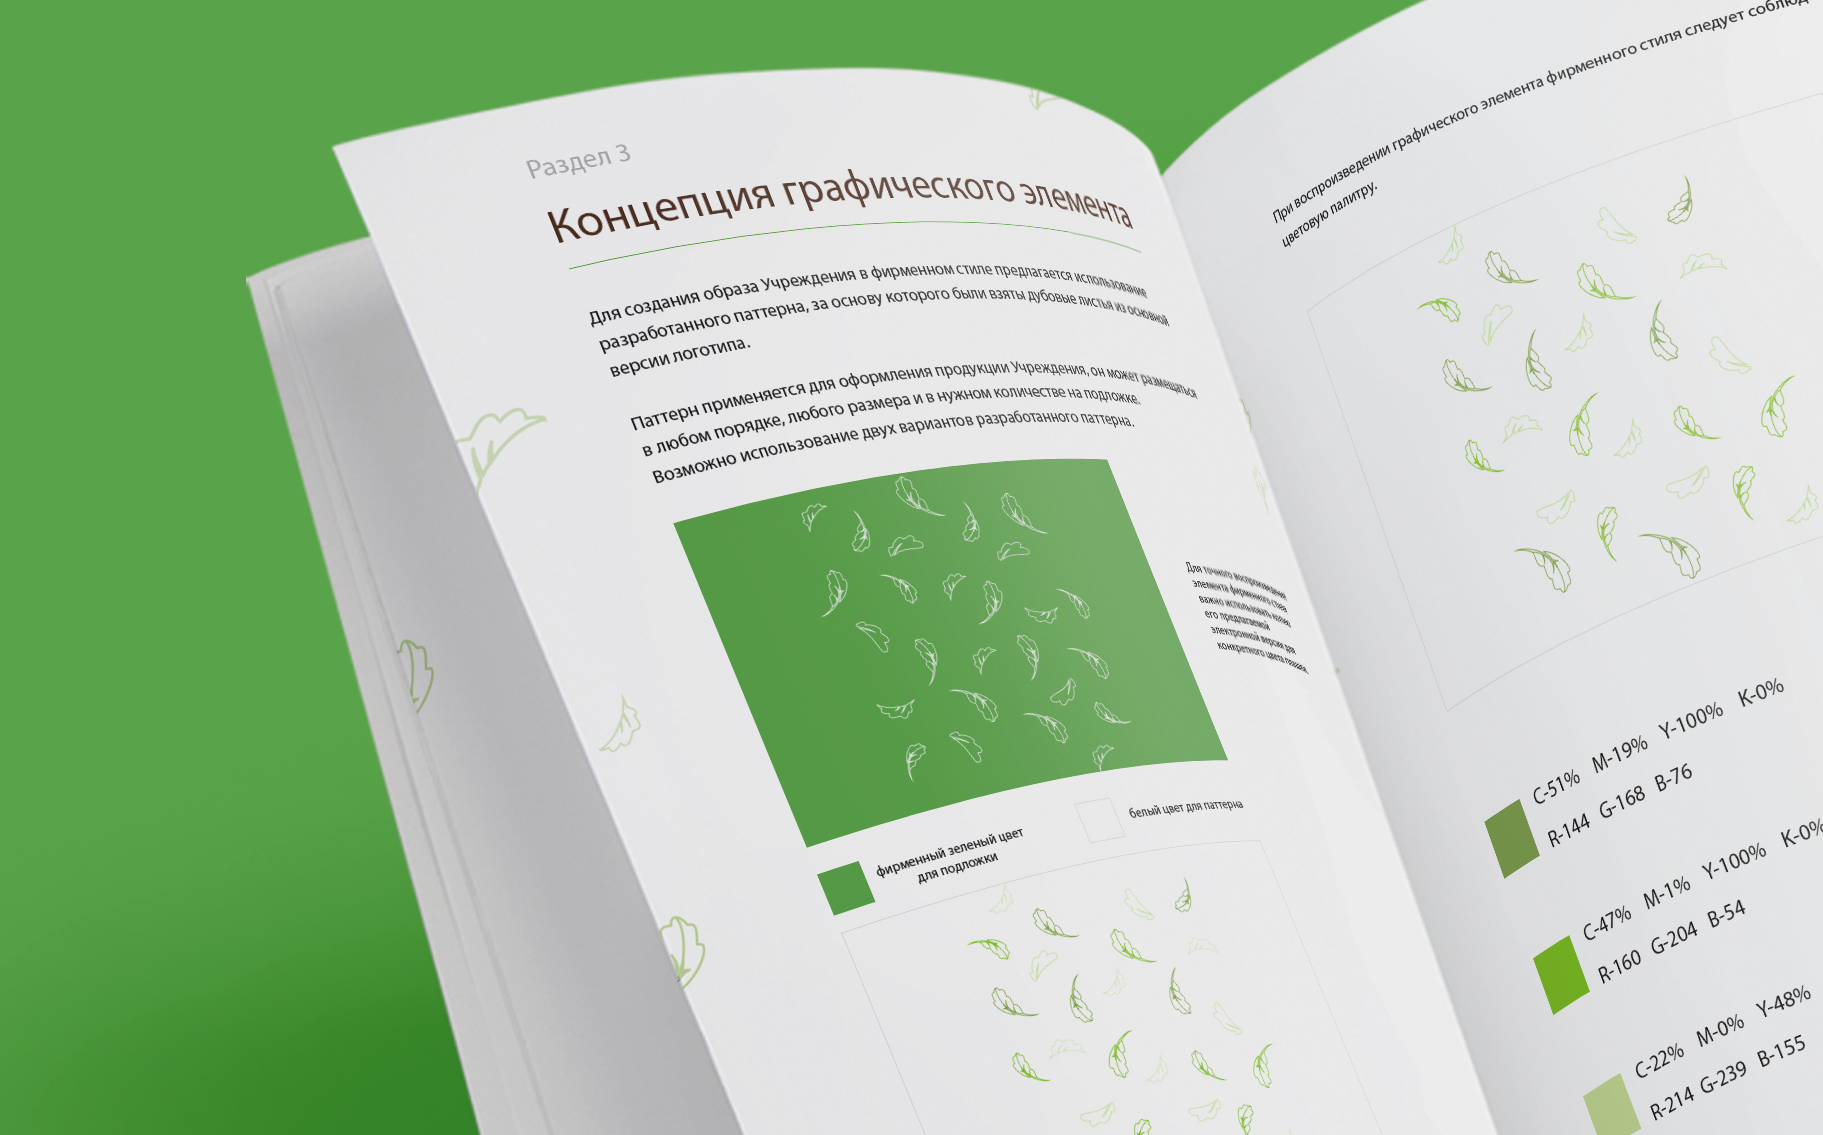 Раздел 3
Концепция графического элемента
Для создания образа Учреждения в фирменном стиле предлагается использование
разработанного паттерна, за основу которого были взяты дубовые листья из основной
версии логотипа.
Паттерн применяется для оформления продукции Учреждения, он может размещаться
в любом порядке, любого размера и в нужном количестве на подложке.
Возможно использование двух вариантов разработанного паттерна.
Для точного воспроизведения
элемента фирменного стиля
важно использовать
его предлагаемой
электронной версии для
конкретного цвета
белый цвет для паттерна
фирменный зеленый цвет
для подложки
При воспроизведении графического элемента фирменного стиля следует
цветовую палитру.
C-51% M-19% Y-100% K-0%
R-144 G-168 B-76
C-47% M-1% Y-100% K-0%
R-160 G-204 B-54
C-22% M-0% Y-48%
R-214 G-239 B-155